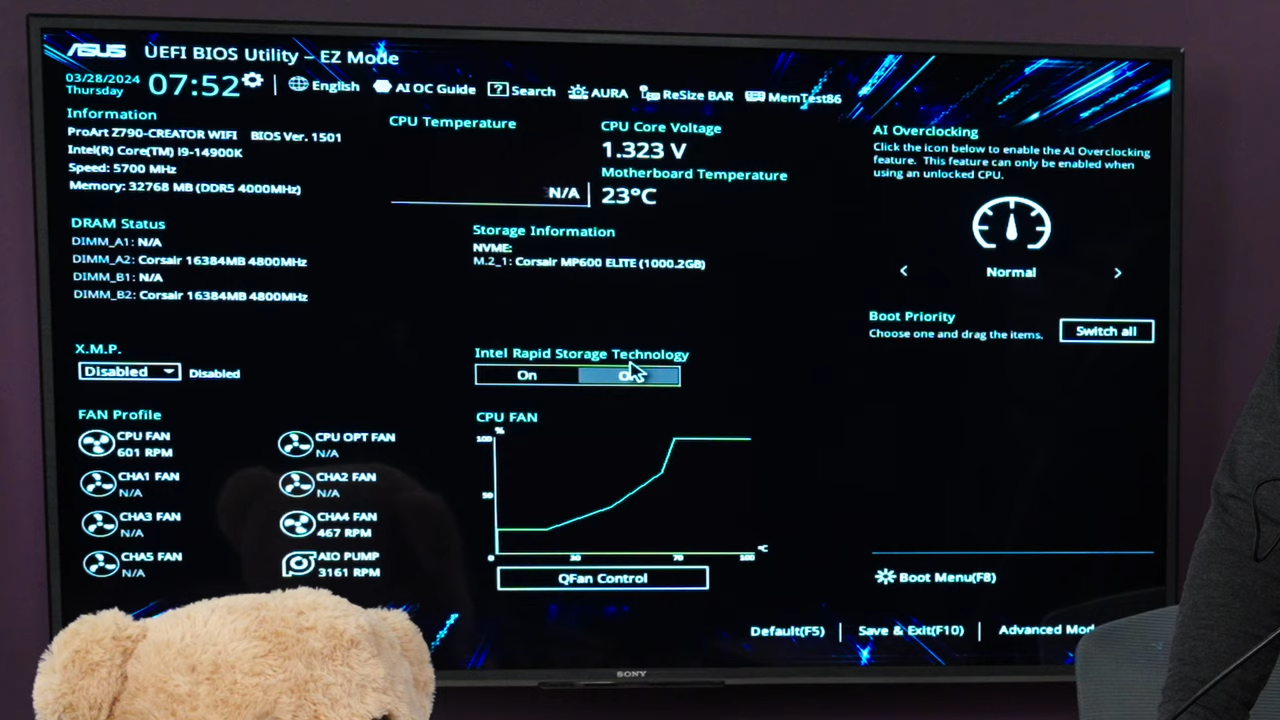 ASUS UEFI BIOS Utility – EZ Mode
03/28/2024
Thursday
07:52
English
AI OC Guide
? Search
AURA
ReSize BAR
MemTest86
Information
ProArt Z790-CREATOR WIFI BIOS Ver. 1501
Intel(R) Core(TM) i9-14900K
Speed: 5700 MHz
Memory: 32768 MB (DDR5 4000MHz)
CPU Temperature
N/A
CPU Core Voltage
1.323 V
Motherboard Temperature
23°C
AI Overclocking
Click the icon below to enable the AI Overclocking
feature. This feature can only be enabled when
using an unlocked CPU.
Normal
DRAM Status
DIMM_A1: N/A
DIMM_A2: Corsair 16384MB 4800MHz
DIMM_B1: N/A
DIMM_B2: Corsair 16384MB 4800MHz
Storage Information
NVME:
M.2_1: Corsair MP600 ELITE (1000.2GB)
Boot Priority
Choose one and drag the items.
Switch all
X.M.P.
Disabled
Disabled
Intel Rapid Storage Technology
On
FAN Profile
CPU FAN
601 RPM
CPU OPT FAN
N/A
CHA1 FAN
N/A
CHA2 FAN
N/A
CHA3 FAN
N/A
CHA4 FAN
467 RPM
CHA5 FAN
N/A
AIO PUMP
3161 RPM
CPU FAN
%
100
50
0
30
70
100
°C
QFan Control
Boot Menu(F8)
Default(F5)
Save & Exit(F10)
Advanced
SONY